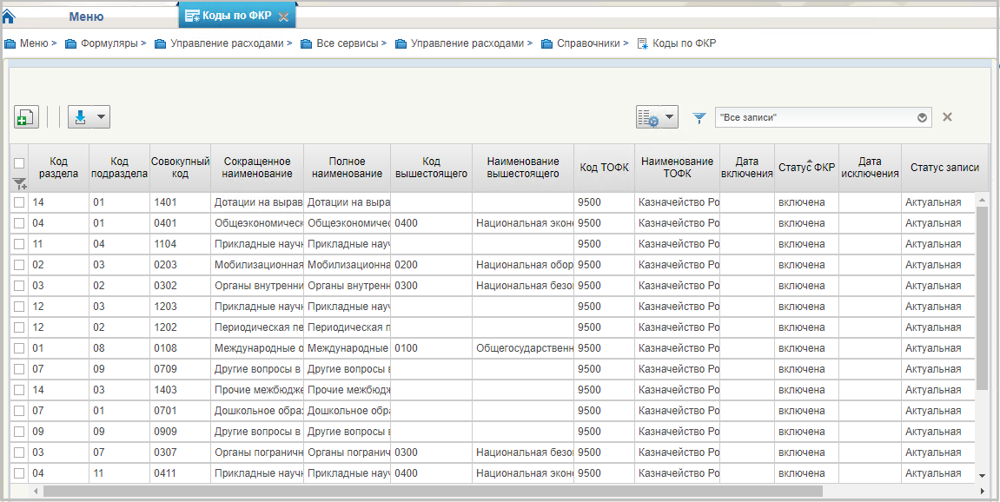 Меню Коды по ФКР
Меню > Формуляры > Управление расходами > Все сервисы > Управление расходами > Справочники > Коды по ФКР
"Все записи"
Код раздела Код подраздела Совокупный код Сокращенное наименование Полное наименование Код вышестоящего Наименование вышестоящего Код ТОФК Наименование ТОФК Дата включения Статус ФКР Дата исключения Статус записи
14 01 1401 Дотации на вырав Дотации на выра 9500 Казначейство Ро включена Актуальная
04 01 0401 Общеэкономическ Общеэкономичес 0400 Национальная экон 9500 Казначейство Ро включена Актуальная
11 04 1104 Прикладные научн Прикладные науч 9500 Казначейство Ро включена Актуальная
02 03 0203 Мобилизационная Мобилизационна 0200 Национальная обор 9500 Казначейство Ро включена Актуальная
03 02 0302 Органы внутренни Органы внутренн 0300 Национальная безоп 9500 Казначейство Ро включена Актуальная
12 03 1203 Прикладные научн Прикладные науч 9500 Казначейство Ро включена Актуальная
12 02 1202 Периодическая пе Периодическая п 9500 Казначейство Ро включена Актуальная
01 08 0108 Международные о Международные 0100 Общегосударственн 9500 Казначейство Ро включена Актуальная
07 09 0709 Другие вопросы в Другие вопросы в 9500 Казначейство Ро включена Актуальная
14 03 1403 Прочие межбюдже Прочие межбюдж 9500 Казначейство Ро включена Актуальная
07 01 0701 Дошкольное образ Дошкольное обра 9500 Казначейство Ро включена Актуальная
09 09 0909 Другие вопросы в Другие вопросы в 9500 Казначейство Ро включена Актуальная
03 07 0307 Органы пограничн Органы погранич 0300 Национальная безоп 9500 Казначейство Ро включена Актуальная
04 11 0411 Прикладные научн Прикладные науч 0400 Национальная экон 9500 Казначейство Ро включена Актуальная